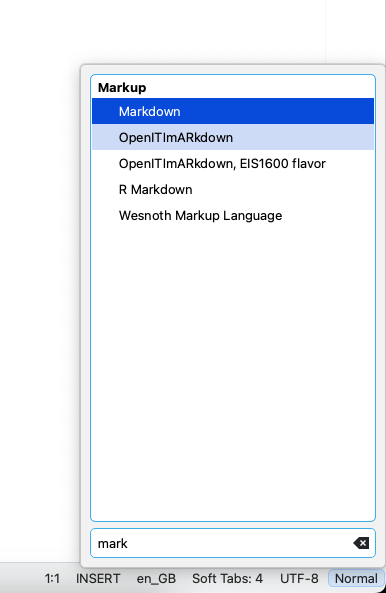 Markup
Markdown
OpenITImARkdown
OpenITImARkdown, EIS1600 flavor
R Markdown
Wesnoth Markup Language
mark
1:1 INSERT en_GB Soft Tabs: 4 UTF-8 Normal